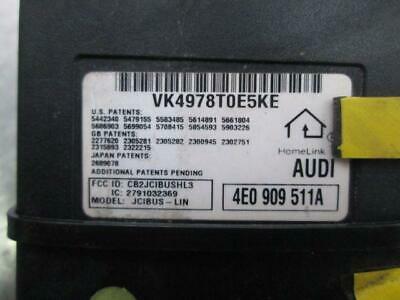 VK4978T0E5KE
U.S. PATENTS:
5442340 5479155 5583485 5614891 5661804
5686903 5699054 5708415 5854593 5903226
GB PATENTS:
2277620 2305281 2305282 2300945 2302751
2315893 2322215
JAPAN PATENTS:
2689078
ADDITIONAL PATENTS PENDING
HomeLink
AUDI
FCC ID: CB2JCIBUSHL3
IC: 2791032369
MODEL: JCIBUS-LIN
4E0 909 511A